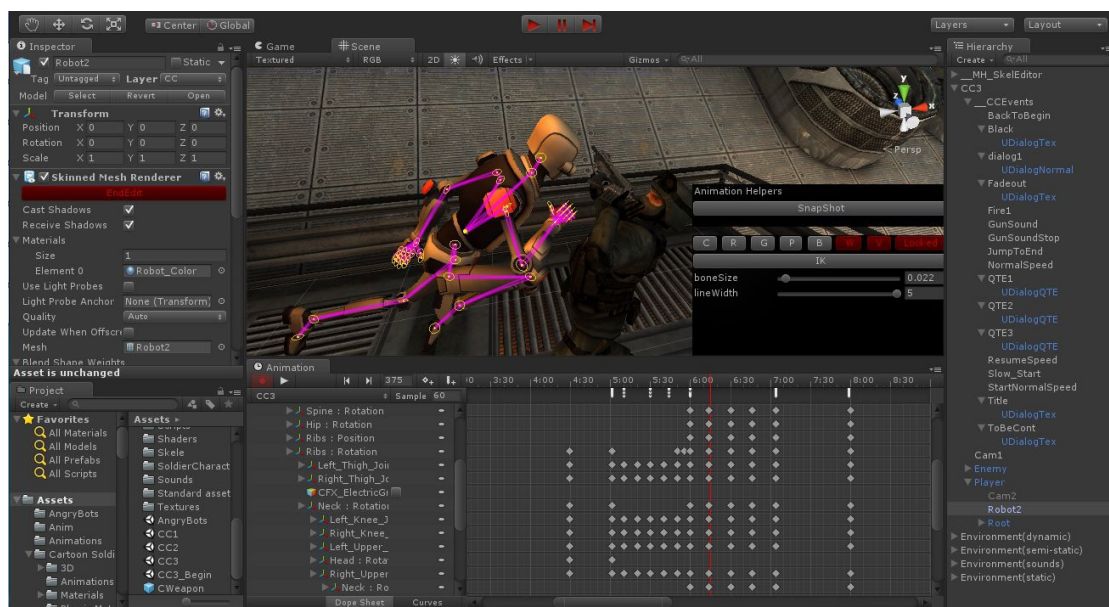 Center Global
Layers Layout
Inspector
Robot2 Static
Tag Untagged Layer CC
Model Select Revert Open
Transform
Position X 0 Y 0 Z 0
Rotation X 0 Y 0 Z 0
Scale X 1 Y 1 Z 1
Skinned Mesh Renderer
EndEdit
Cast Shadows
Receive Shadows
Materials
Size 1
Element 0 Robot_Color
Use Light Probes
Light Probe Anchor None (Transform)
Quality Auto
Update When Offscre
Mesh Robot2
Blend Shape Weights
Asset is unchanged
Project
Create
Favorites
All Materials
All Models
All Prefabs
All Scripts
Assets
AngryBots
Anim
Animations
Cartoon Soldi
3D
Animations
Materials
Assets
Scripts
Shaders
Skele
SoldierCharact
Sounds
Standard asset
Textures
AngryBots
CC1
CC2
CC3
CC3_Begin
CWeapon
Game Scene
Textured RGB 2D Effects Gizmos All
y
z x
Persp
Animation Helpers
SnapShot
C R G P B W V Locked
IK
boneSize 0.022
lineWidth 5
Animation
375 3:30 4:00 4:30 5:00 5:30 6:00 6:30 7:00 7:30 8:00 8:30
CC3 Sample 60
Spine : Rotation
Hip : Rotation
Ribs : Position
Ribs : Rotation
Left_Thigh_Join
Right_Thigh_Jc
CFX_ElectricGr
Neck : Rotation
Left_Knee_J
Right_Knee_
Left_Upper_
Head : Rota
Right_Upper
Neck : Ro
Dope Sheet Curves
Hierarchy
Create All
__MH_SkelEditor
CC3
__CCEvents
BackToBegin
Black
UDialogTex
dialog1
UDialogNormal
Fadeout
UDialogTex
Fire1
GunSound
GunSoundStop
JumpToEnd
NormalSpeed
QTE1
UDialogQTE
QTE2
UDialogQTE
QTE3
UDialogQTE
ResumeSpeed
Slow_Start
StartNormalSpeed
Title
UDialogTex
ToBeCont
UDialogTex
Cam1
Enemy
Player
Cam2
Robot2
Root
Environment(dynamic)
Environment(semi-static)
Environment(sounds)
Environment(static)